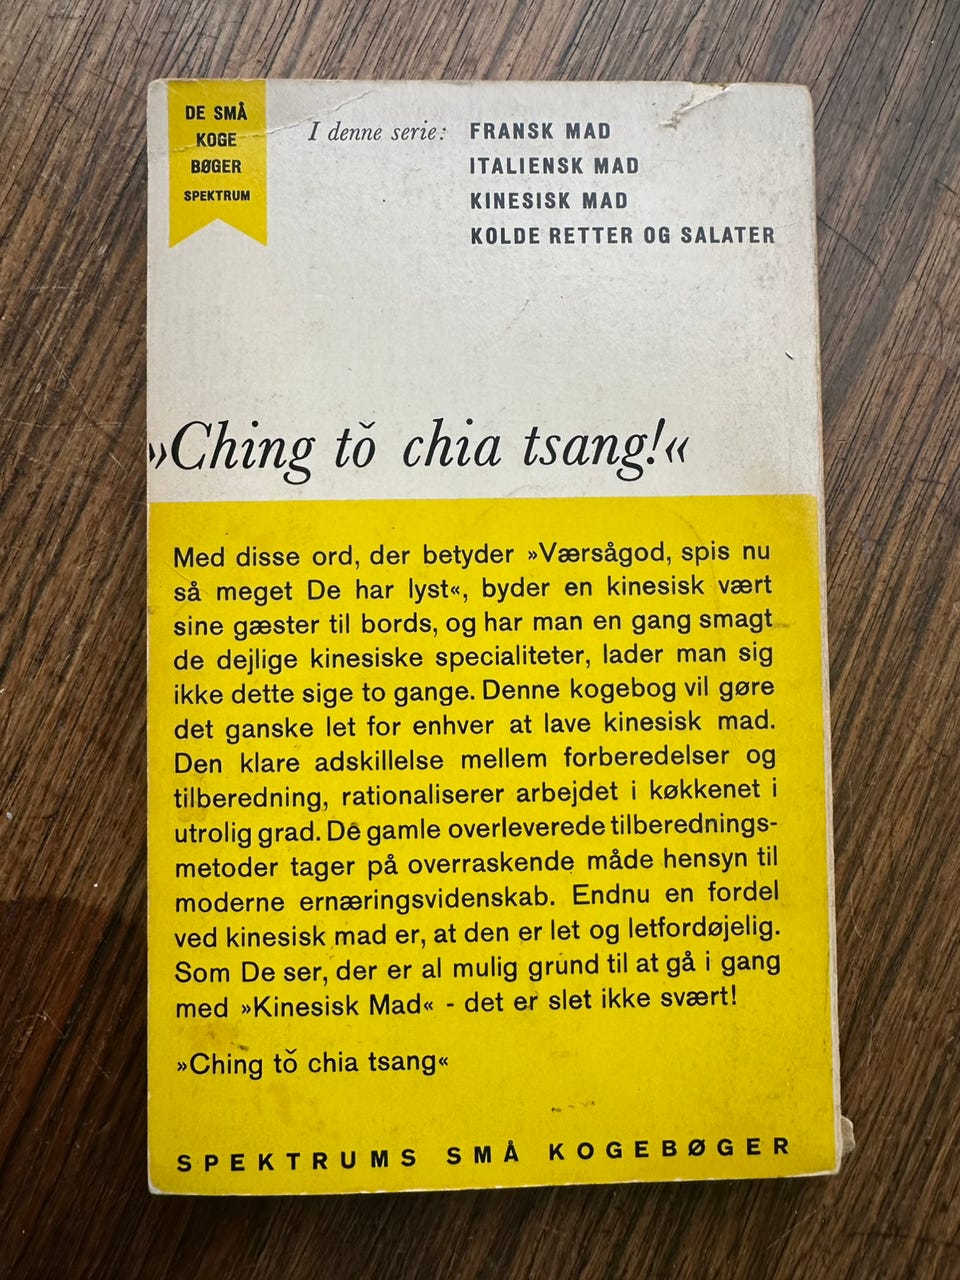 DE SMÅ
KOGE
BØGER
SPEKTRUM
I denne serie: FRANSK MAD
ITALIENSK MAD
KINESISK MAD
KOLDE RETTER OG SALATER
»Ching tǒ chia tsang!«
Med disse ord, der betyder »Værsågod, spis nu
så meget De har lyst«, byder en kinesisk vært
sine gæster til bords, og har man en gang smagt
de dejlige kinesiske specialiteter, lader man sig
ikke dette sige to gange. Denne kogebog vil gøre
det ganske let for enhver at lave kinesisk mad.
Den klare adskillelse mellem forberedelser og
tilberedning, rationaliserer arbejdet i køkkenet i
utrolig grad. De gamle overleverede tilberednings-
metoder tager på overraskende måde hensyn til
moderne ernæringsvidenskab. Endnu en fordel
ved kinesisk mad er, at den er let og letfordøjelig.
Som De ser, der er al mulig grund til at gå i gang
med »Kinesisk Mad« - det er slet ikke svært!
»Ching tǒ chia tsang«
SPEKTRUMS SMÅ KOGEBØGER